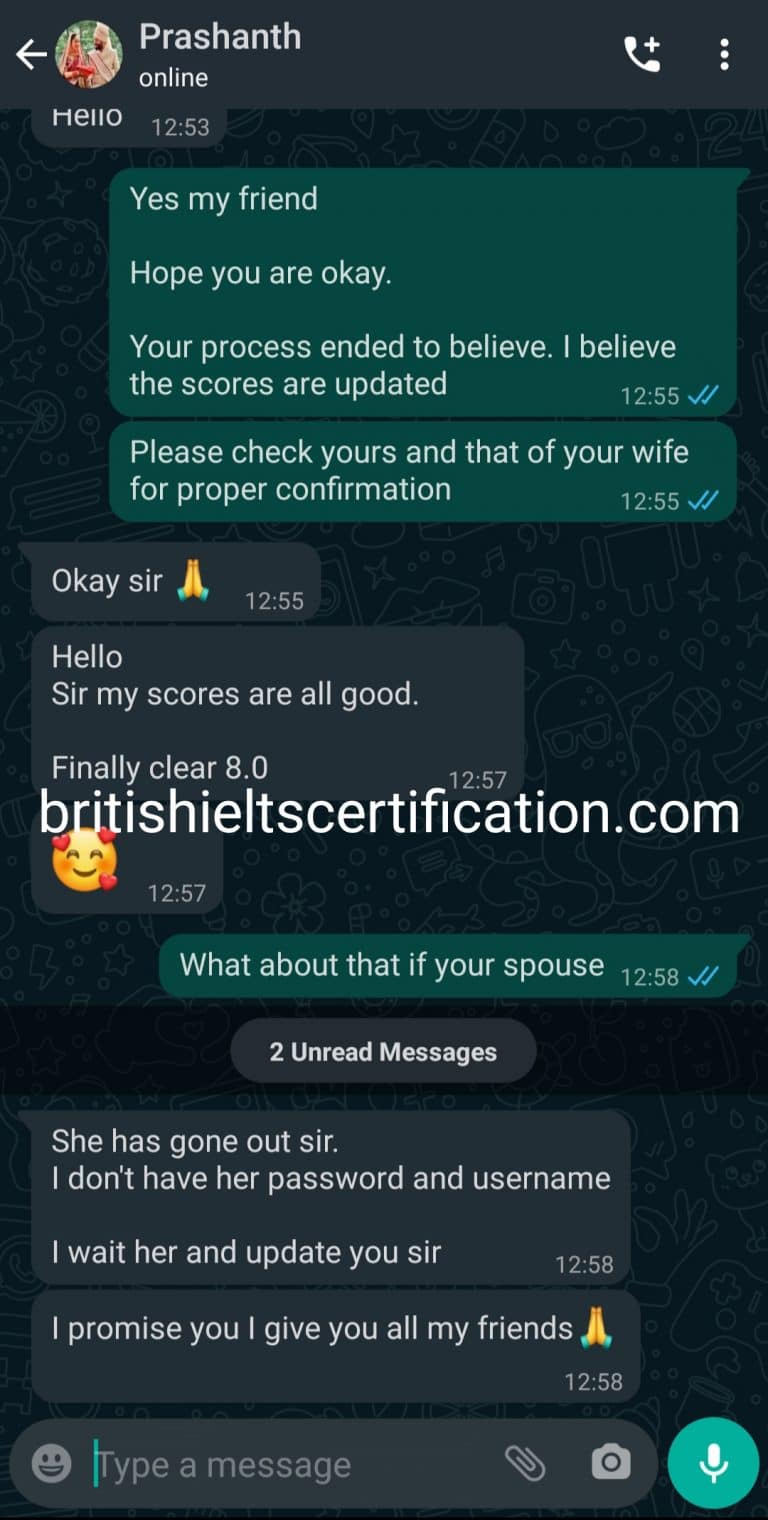 Prashanth
online
Hello
12:53
Yes my friend
Hope you are okay.
Your process ended to believe. I believe
the scores are updated
12:55
Please check yours and that of your wife
for proper confirmation
12:55
Okay sir 🙏
12:55
Hello
Sir my scores are all good.
Finally clear 8.0
12:57
britishieltscertification.com
🥰
12:57
What about that if your spouse
12:58
2 Unread Messages
She has gone out sir.
I don't have her password and username
I wait her and update you sir
12:58
I promise you I give you all my friends🙏
12:58
Type a message